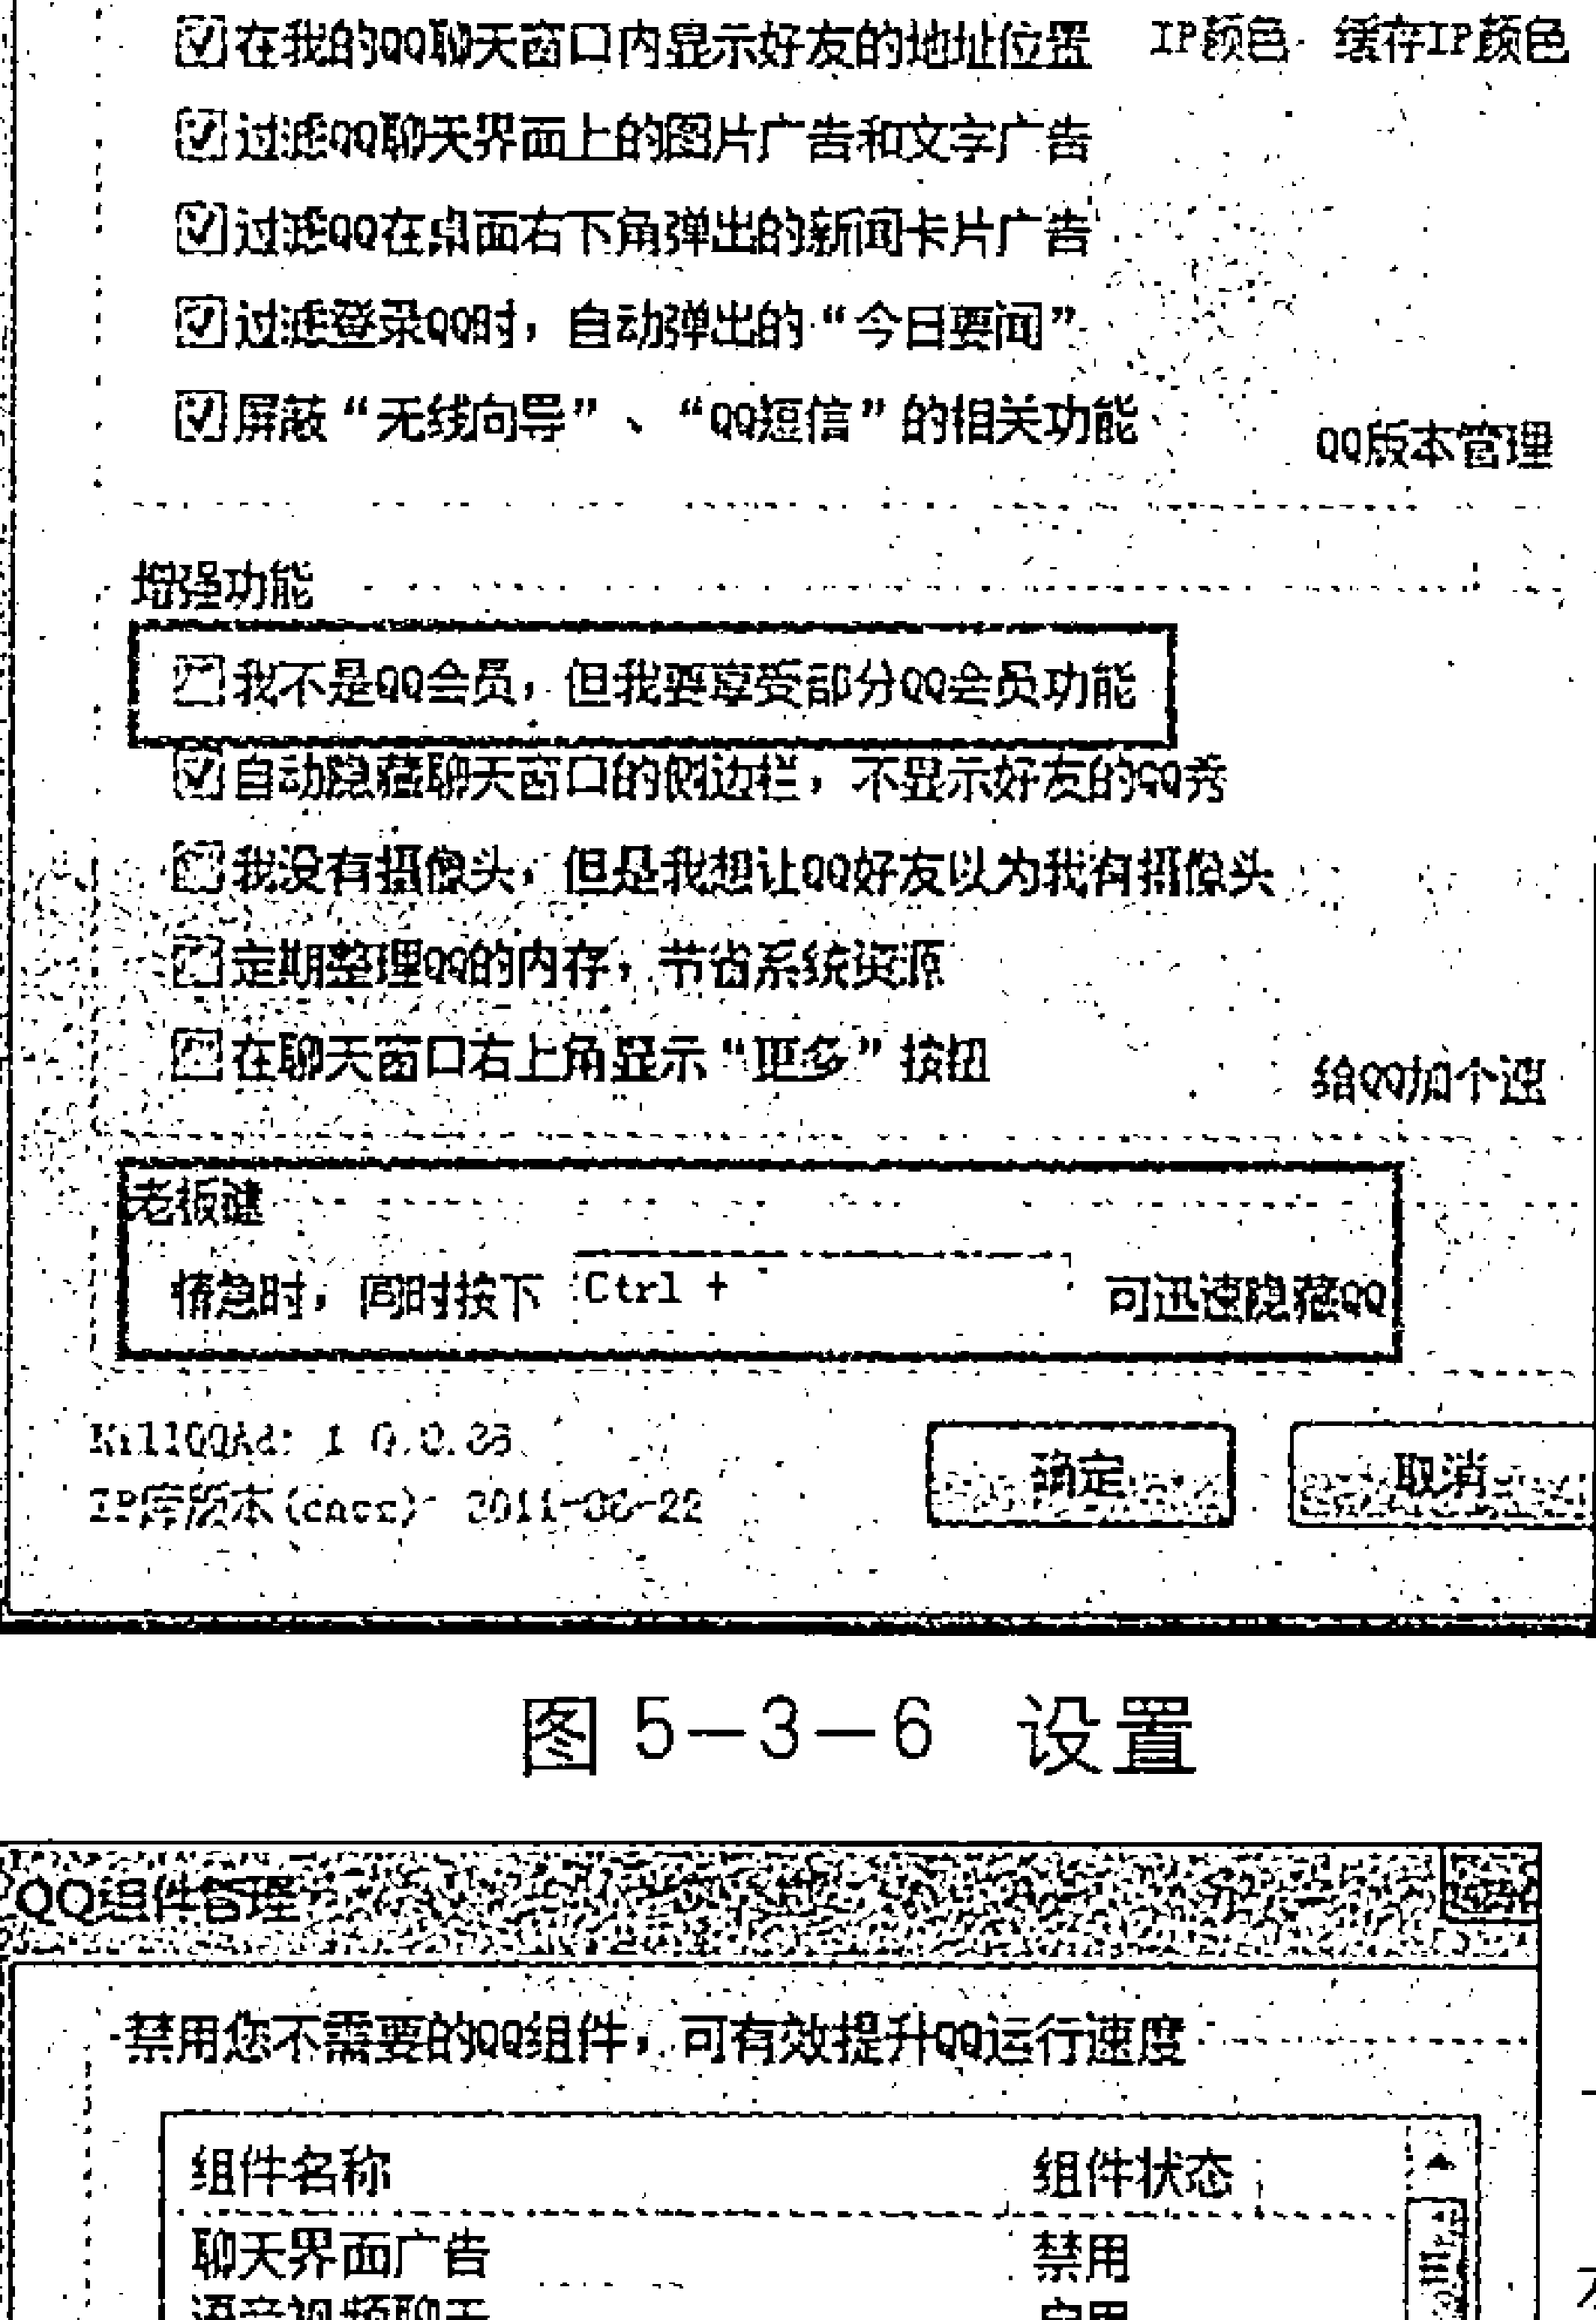 在我的QQ聊天窗口内显示好友的地址位置 IP颜色 缓存IP颜色
过滤QQ聊天界面上的图片广告和文字广告
过滤QQ在桌面右下角弹出的新闻卡片广告
过滤登录QQ时，自动弹出的“今日要闻”
屏蔽“无线向导”、“QQ短信”的相关功能
QQ版本管理
增强功能
我不是QQ会员，但我要享受部分QQ会员功能
自动隐藏聊天窗口的侧边栏，不显示好友的QQ秀
我没有摄像头，但是我想让QQ好友以为我有摄像头
定期整理QQ的内存，节省系统资源
在聊天窗口右上角显示“更多”按钮
给QQ加个速
老板键
情急时，同时按下 Ctrl + 可迅速隐藏QQ
KillQQAd:
IP库版本
确定 取消
图 5-3-6 设置
QQ组件管理
禁用您不需要的QQ组件，可有效提升QQ运行速度
组件名称 组件状态
聊天界面广告 禁用
语音视频聊天 启用